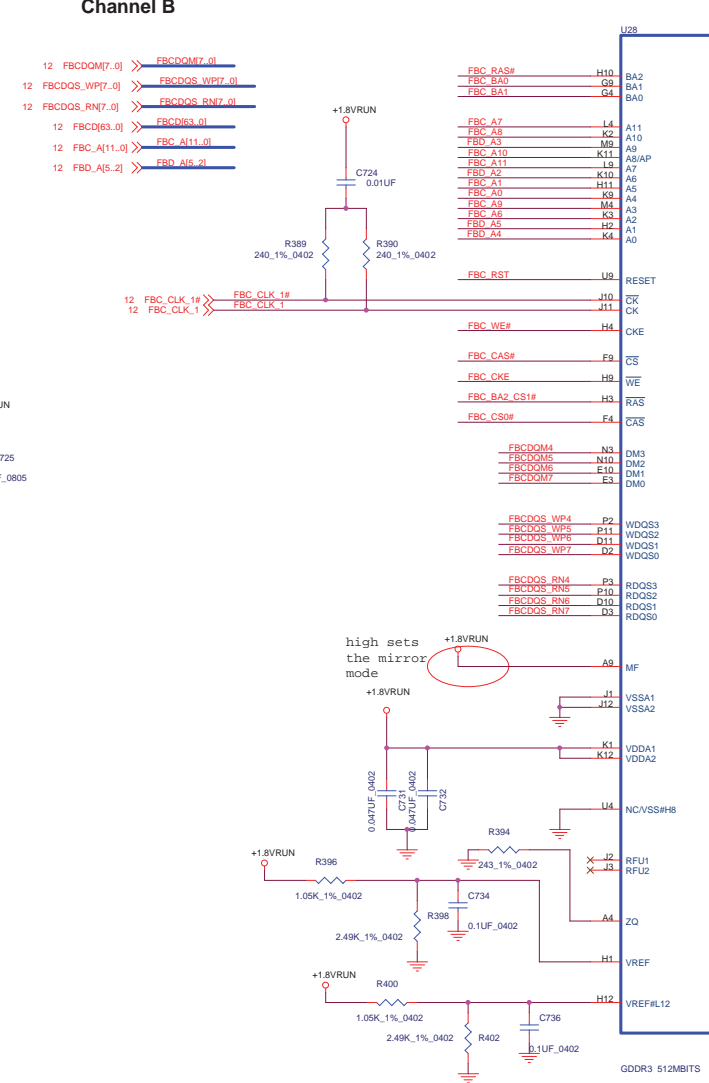 Channel B
U28
12 FBCDQM[7..0] FBCDQM[7..0]
12 FBCDQS_WP[7..0] FBCDQS_WP[7..0]
12 FBCDQS_RN[7..0] FBCDQS_RN[7..0]
12 FBCD[63..0] FBCD[63..0]
12 FBC_A[11..0] FBC_A[11..0]
12 FBD_A[5..2] FBD_A[5..2]
FBC_RAS# H10 BA2
FBC_BA0 G9 BA1
FBC_BA1 G4 BA0
FBC_A7 L4 A11
FBC_A8 K2 A10
FBD_A3 M9 A9
FBC_A10 K11 A8/AP
FBC_A11 L9 A7
FBD_A2 K10 A6
FBC_A1 H11 A5
FBC_A0 K9 A4
FBC_A9 M4 A3
FBC_A6 K3 A2
FBD_A5 H2 A1
FBD_A4 K4 A0
+1.8VRUN
C724
0.01UF
R389
240_1%_0402
R390
240_1%_0402
FBC_RST U9 RESET
12 FBC_CLK_1# FBC_CLK_1# J10 CK
12 FBC_CLK_1 FBC_CLK_1 J11 CK
FBC_WE# H4 CKE
FBC_CAS# F9 CS
FBC_CKE H9 WE
FBC_BA2_CS1# H3 RAS
FBC_CS0# F4 CAS
UN
725
F_0805
FBCDQM4 N3 DM3
FBCDQM5 N10 DM2
FBCDQM6 E10 DM1
FBCDQM7 E3 DM0
FBCDQS_WP4 P2 WDQS3
FBCDQS_WP5 P11 WDQS2
FBCDQS_WP6 D11 WDQS1
FBCDQS_WP7 D2 WDQS0
FBCDQS_RN4 P3 RDQS3
FBCDQS_RN5 P10 RDQS2
FBCDQS_RN6 D10 RDQS1
FBCDQS_RN7 D3 RDQS0
high sets
the mirror
mode
+1.8VRUN
A9 MF
+1.8VRUN
J1 VSSA1
J12 VSSA2
K1 VDDA1
K12 VDDA2
0.047UF_0402
C731
0.047UF_0402
C732
U4 NC/VSS#H8
R394
243_1%_0402
J2 RFU1
J3 RFU2
+1.8VRUN
R396
1.05K_1%_0402
C734
0.1UF_0402
R398
2.49K_1%_0402
A4 ZQ
H1 VREF
+1.8VRUN
R400
1.05K_1%_0402
H12 VREF#L12
2.49K_1%_0402 R402
C736
0.1UF_0402
GDDR3 512MBITS